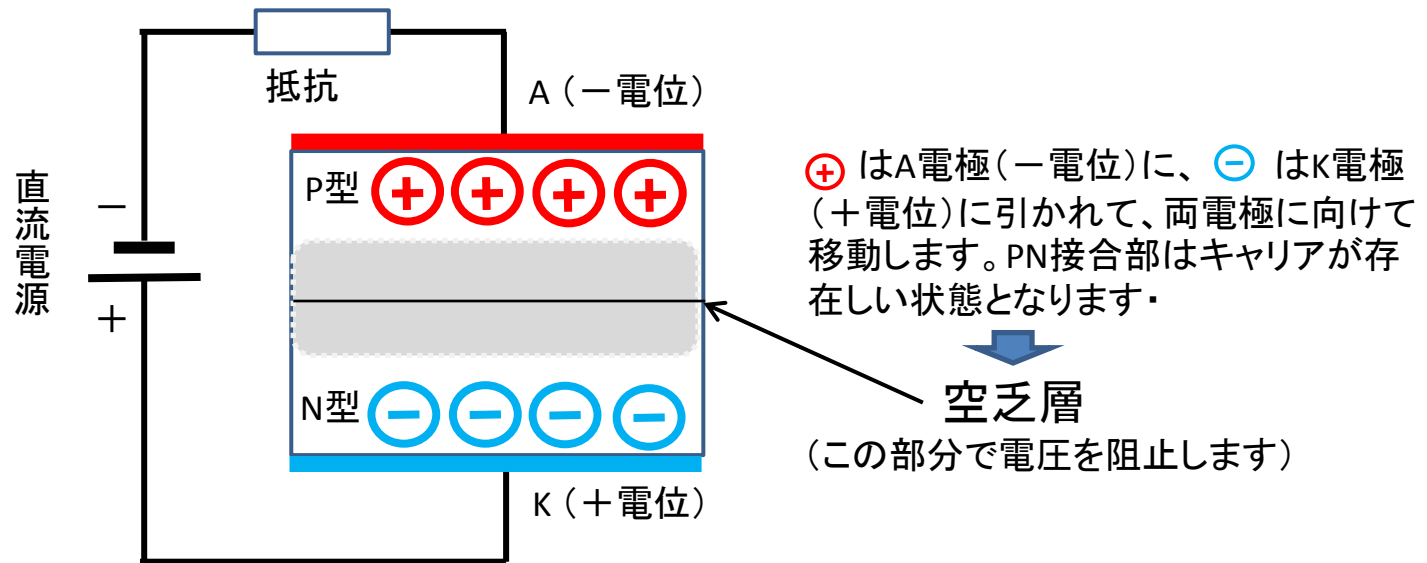 抵抗
A（－電位）
直流電源
－
＋
P型 + + + +
N型 － － － －
K（＋電位）
+ はA電極（－電位）に、 － はK電極
（＋電位）に引かれて、両電極に向けて
移動します。PN接合部はキャリアが存
在しい状態となります・
空乏層
（この部分で電圧を阻止します）